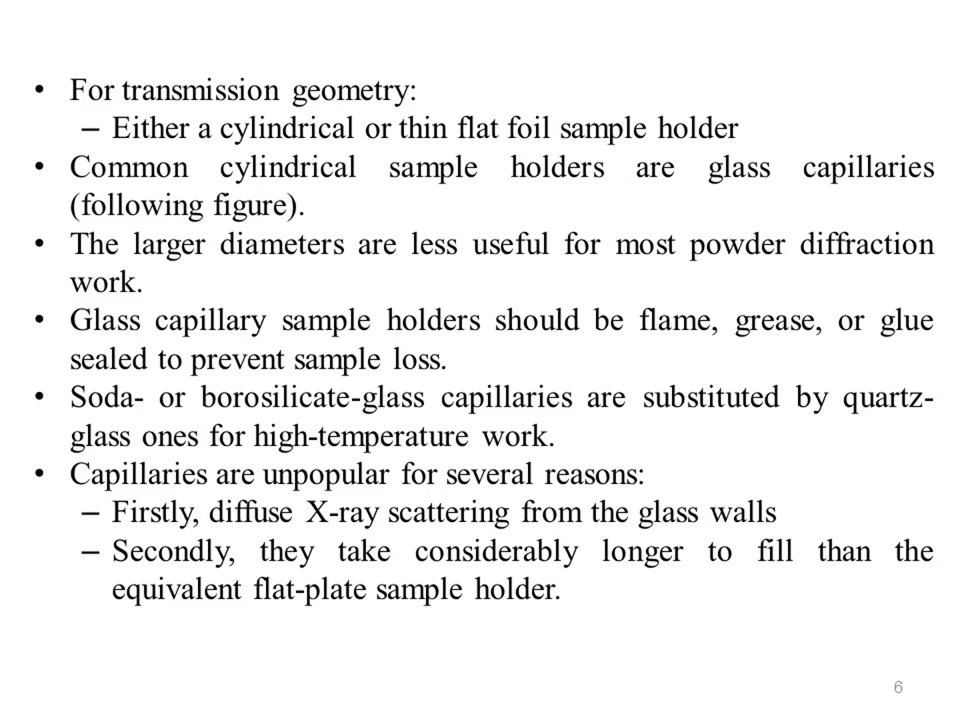 • For transmission geometry:
– Either a cylindrical or thin flat foil sample holder
• Common cylindrical sample holders are glass capillaries
(following figure).
• The larger diameters are less useful for most powder diffraction
work.
• Glass capillary sample holders should be flame, grease, or glue
sealed to prevent sample loss.
• Soda- or borosilicate-glass capillaries are substituted by quartz-
glass ones for high-temperature work.
• Capillaries are unpopular for several reasons:
– Firstly, diffuse X-ray scattering from the glass walls
– Secondly, they take considerably longer to fill than the
equivalent flat-plate sample holder.
6